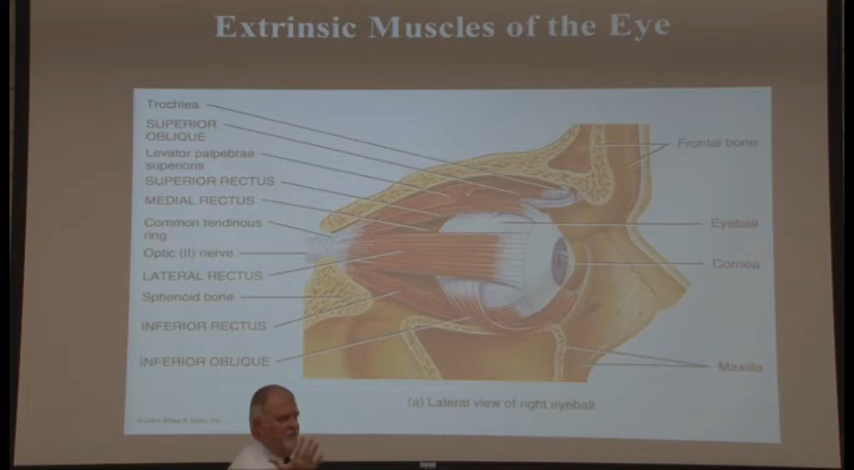 Extrinsic Muscles of the Eye
Trochlea
SUPERIOR
OBLIQUE
Levator palpebrae
superioris
SUPERIOR RECTUS
MEDIAL RECTUS
Common tendinous
ring
Optic (II) nerve
LATERAL RECTUS
Sphenoid bone
INFERIOR RECTUS
INFERIOR OBLIQUE
Frontal bone
Eyeball
Cornea
Maxilla
(a) Lateral view of right eyeball